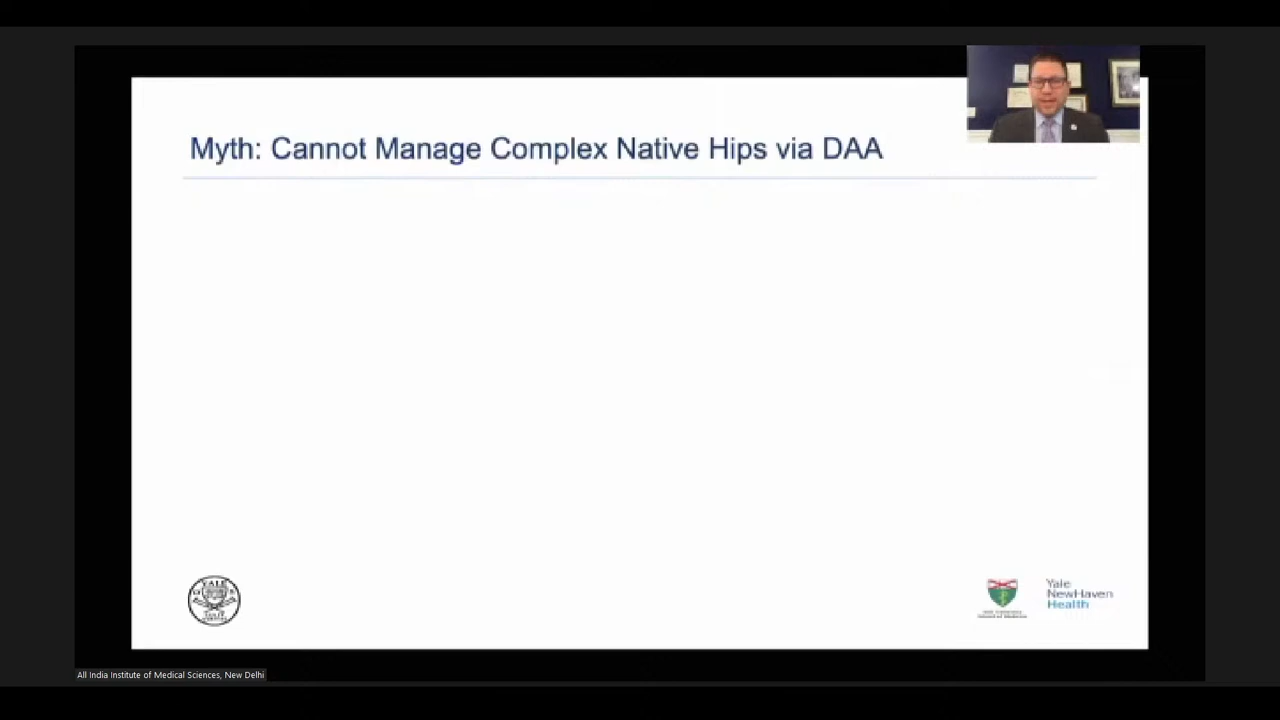 Myth: Cannot Manage Complex Native Hips via DAA
YALE
Yale
NewHaven
Health
All India Institute of Medical Sciences, New Delhi